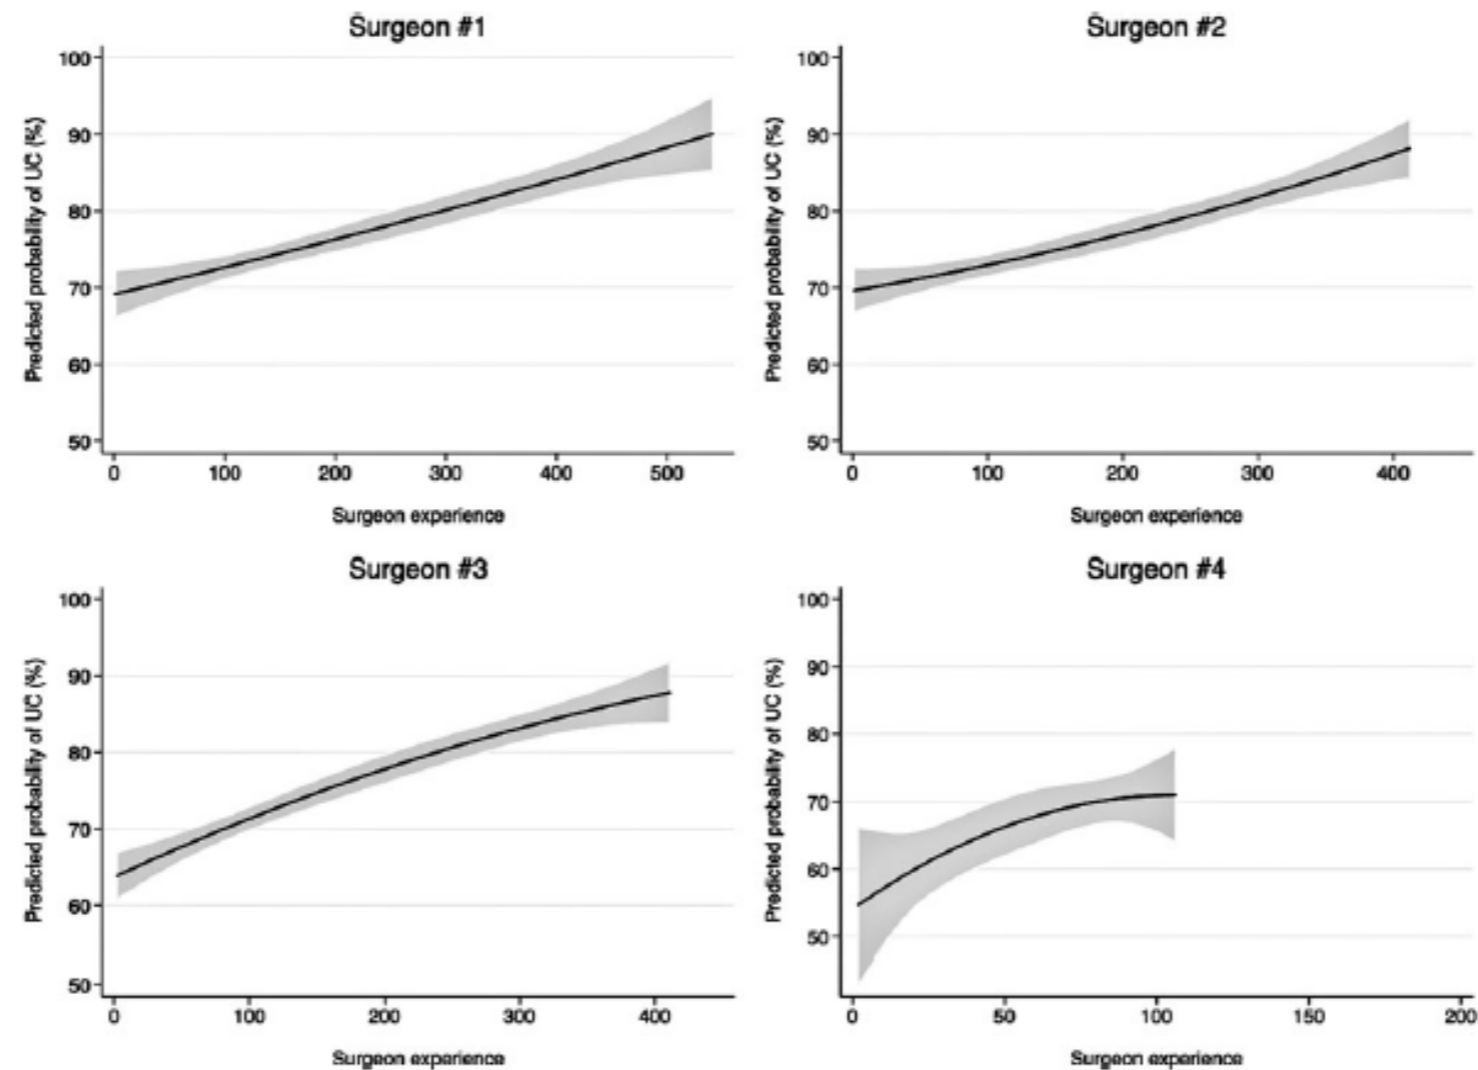 Surgeon #1
Predicted probability of UC (%)
100
90
80
70
60
50
0 100 200 300 400 500
Surgeon experience
Surgeon #2
Predicted probability of UC (%)
100
90
80
70
60
50
0 100 200 300 400
Surgeon experience
Surgeon #3
Predicted probability of UC (%)
100
90
80
70
60
50
0 100 200 300 400
Surgeon experience
Surgeon #4
Predicted probability of UC (%)
100
90
80
70
60
50
0 50 100 150 200
Surgeon experience